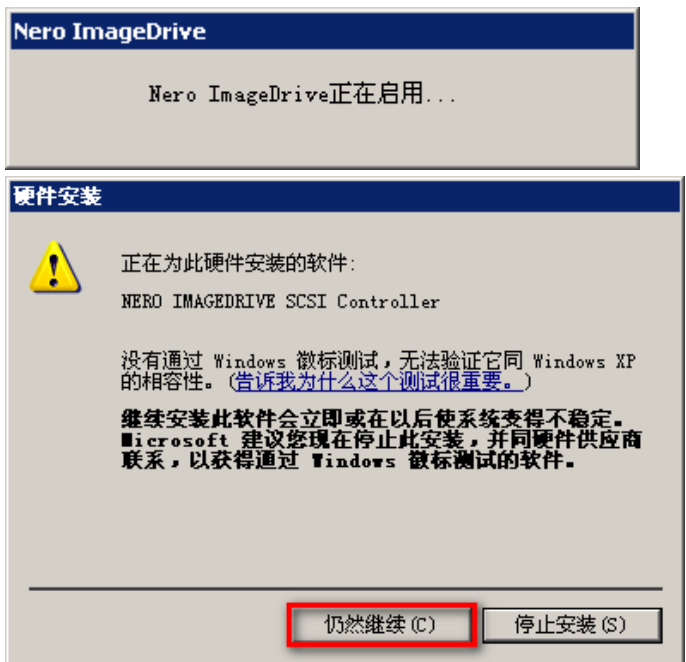 Nero ImageDrive
Nero ImageDrive正在启用...
硬件安装
正在为此硬件安装的软件:
NERO IMAGEDRIVE SCSI Controller
没有通过 Windows 徽标测试，无法验证它同 Windows XP
的相容性。(告诉我为什么这个测试很重要。)
继续安装此软件会立即或在以后使系统变得不稳定。
Microsoft 建议您现在停止此安装，并同硬件供应商
联系，以获得通过 Windows 徽标测试的软件。
仍然继续(C) 停止安装(S)